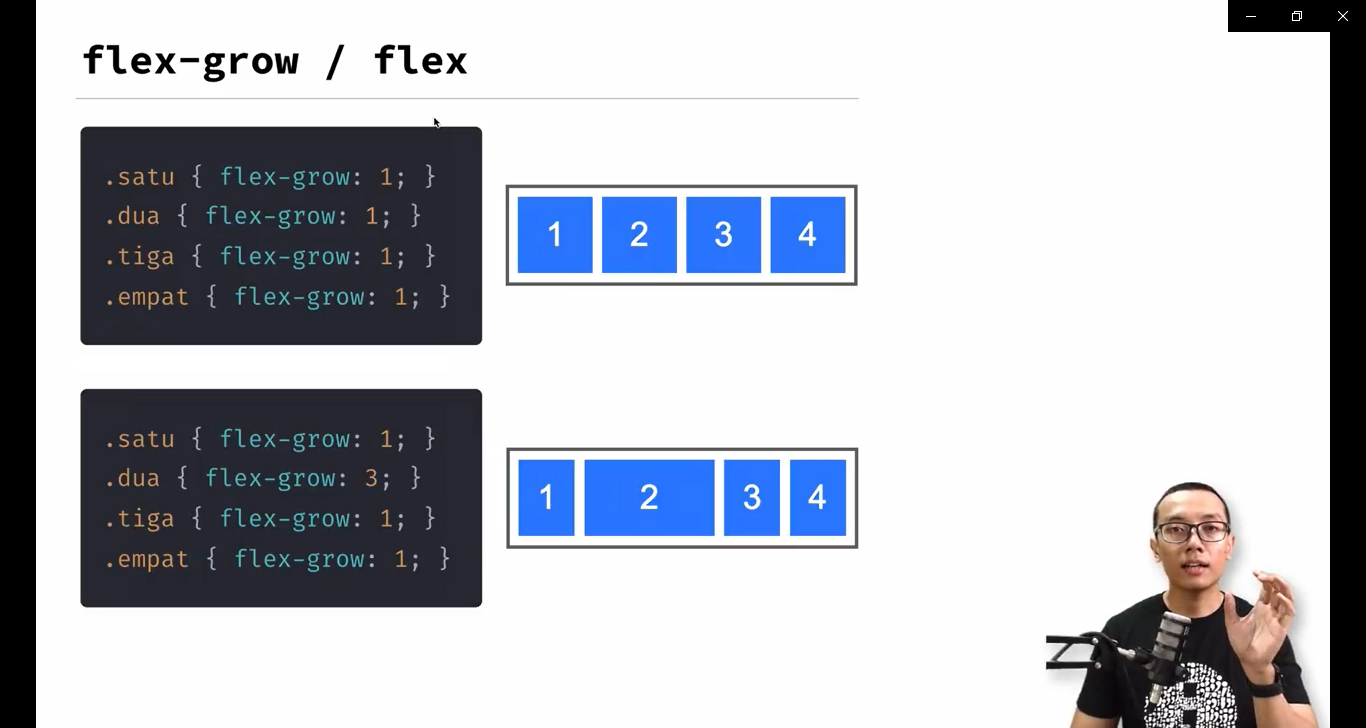 flex-grow / flex
.satu { flex-grow: 1; }
.dua { flex-grow: 1; }
.tiga { flex-grow: 1; }
.empat { flex-grow: 1; }
1 2 3 4
.satu { flex-grow: 1; }
.dua { flex-grow: 3; }
.tiga { flex-grow: 1; }
.empat { flex-grow: 1; }
1 2 3 4